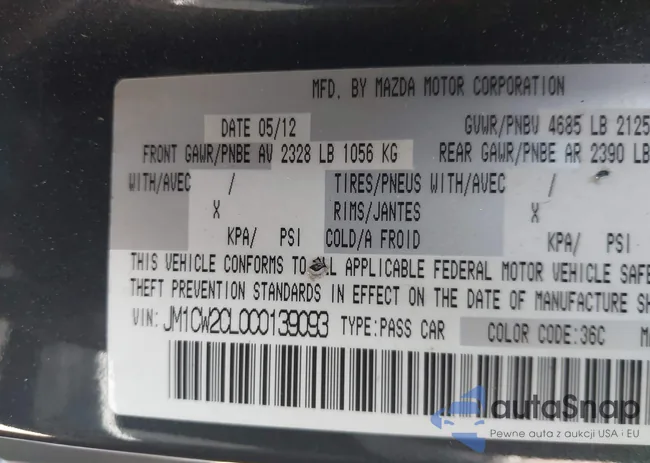 MFD. BY MAZDA MOTOR CORPORATION
DATE 05/12 GVWR/PNBV 4685 LB 2125
FRONT GAWR/PNBE AV 2328 LB 1056 KG REAR GAWR/PNBE AR 2390 LB
WITH/AVEC / TIRES/PNEUS WITH/AVEC /
X RIMS/JANTES X
KPA/ PSI COLD/A FROID KPA/
THIS VEHICLE CONFORMS TO APPLICABLE FEDERAL MOTOR VEHICLE SAFE
THEFT PREVENTION STANDARDS IN EFFECT ON THE DATE OF MANUFACTURE SH
VIN: JM1CW2CL0C0139093 TYPE:PASS CAR COLOR CODE:36C
autaSnap
Pewne auta z aukcji USA i EU